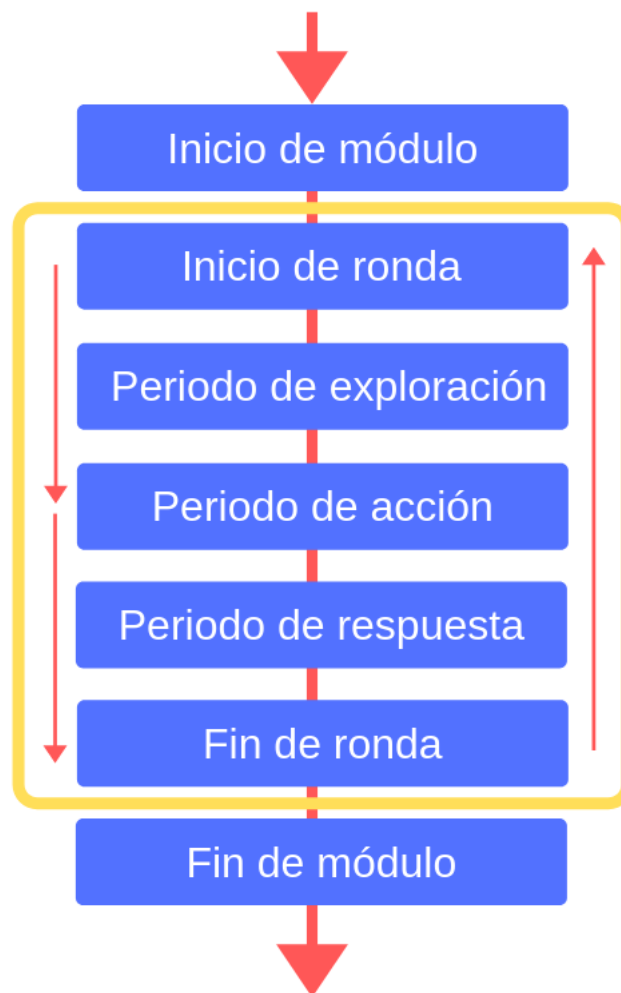 Inicio de módulo
Inicio de ronda
Periodo de exploración
Periodo de acción
Periodo de respuesta
Fin de ronda
Fin de módulo